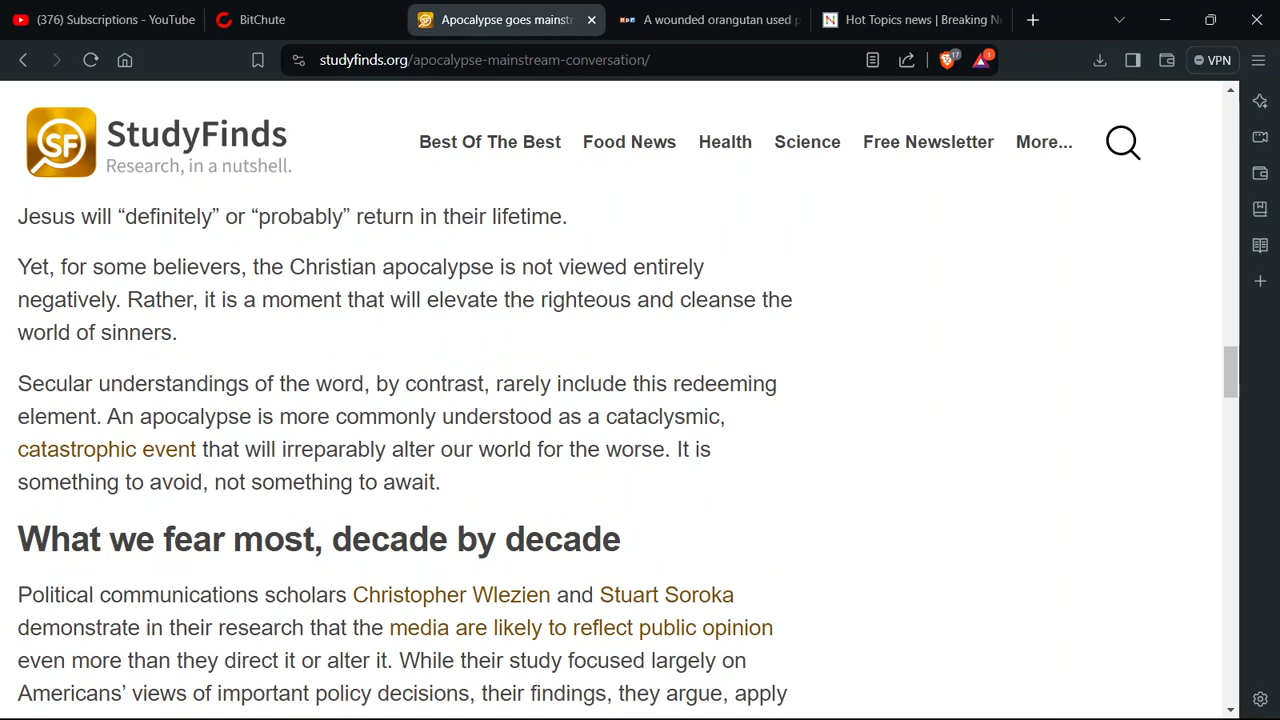 (376) Subscriptions - YouTube
BitChute
Apocalypse goes mainst
A wounded orangutan used p
Hot Topics news | Breaking N
studyfinds.org/apocalypse-mainstream-conversation/
17
1
VPN
SF
StudyFinds
Research, in a nutshell.
Best Of The Best
Food News
Health
Science
Free Newsletter
More...
Jesus will “definitely” or “probably” return in their lifetime.
Yet, for some believers, the Christian apocalypse is not viewed entirely
negatively. Rather, it is a moment that will elevate the righteous and cleanse the
world of sinners.
Secular understandings of the word, by contrast, rarely include this redeeming
element. An apocalypse is more commonly understood as a cataclysmic,
catastrophic event that will irreparably alter our world for the worse. It is
something to avoid, not something to await.
What we fear most, decade by decade
Political communications scholars Christopher Wlezien and Stuart Soroka
demonstrate in their research that the media are likely to reflect public opinion
even more than they direct it or alter it. While their study focused largely on
Americans’ views of important policy decisions, their findings, they argue, apply